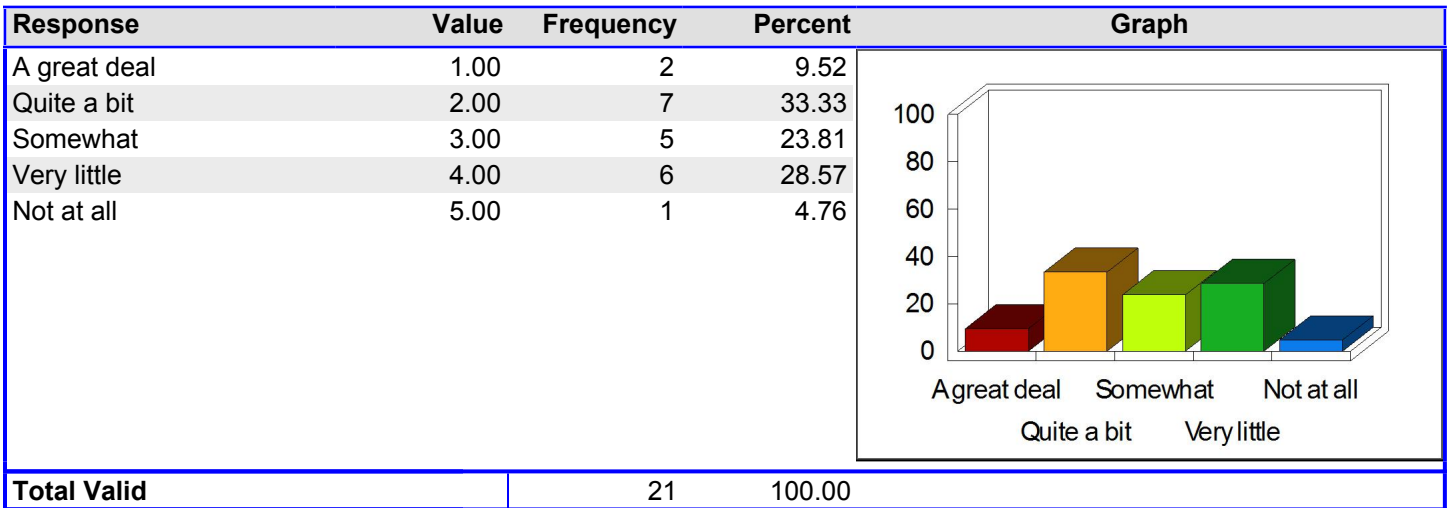 Response Value Frequency Percent Graph
A great deal 1.00 2 9.52
Quite a bit 2.00 7 33.33
Somewhat 3.00 5 23.81
Very little 4.00 6 28.57
Not at all 5.00 1 4.76
100
80
60
40
20
0
A great deal Somewhat Not at all
Quite a bit Very little
Total Valid 21 100.00